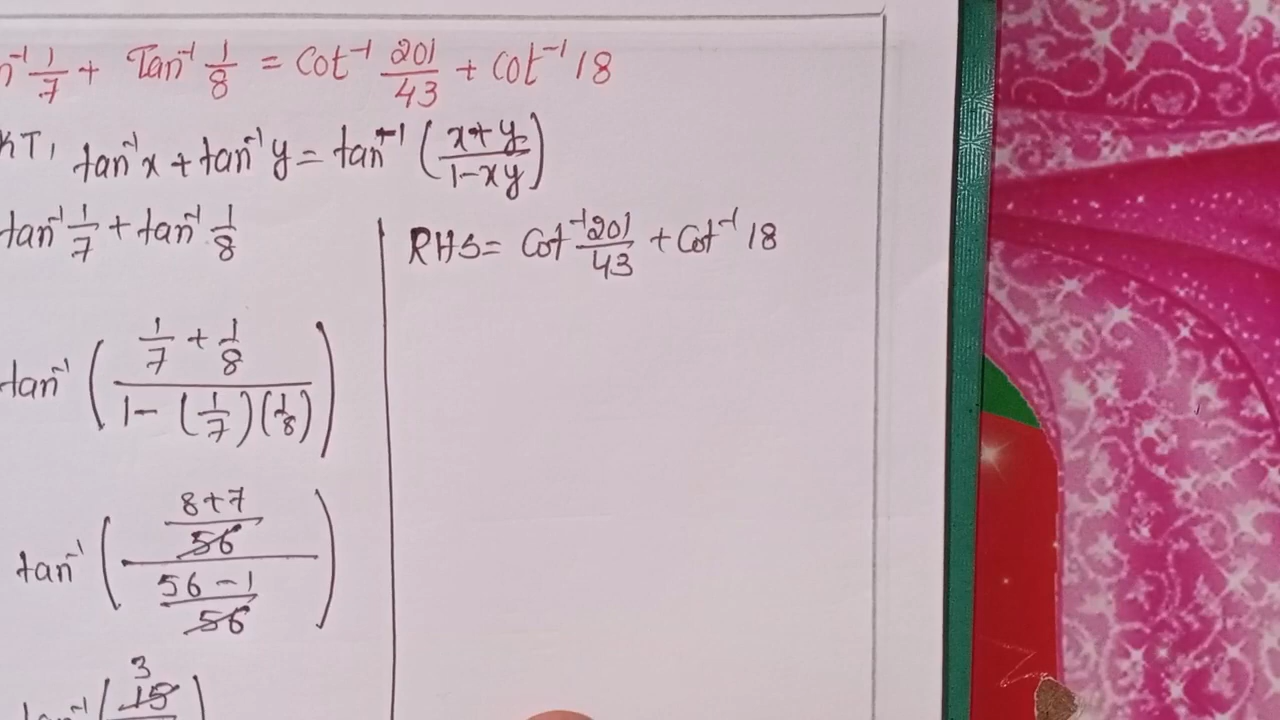 n⁻¹ 1/7 + Tan⁻¹ 1/8 = Cot⁻¹ 201/43 + Cot⁻¹ 18
KT, tan⁻¹x + tan⁻¹y = tan⁻¹ (x+y/1-xy)
tan⁻¹ 1/7 + tan⁻¹ 1/8
tan⁻¹ (1/7 + 1/8 / 1 - (1/7)(1/8))
tan⁻¹ (8+7/56 / 56-1/56)
3
tan⁻¹ (15
RHS = Cot⁻¹ 201/43 + Cot⁻¹ 18